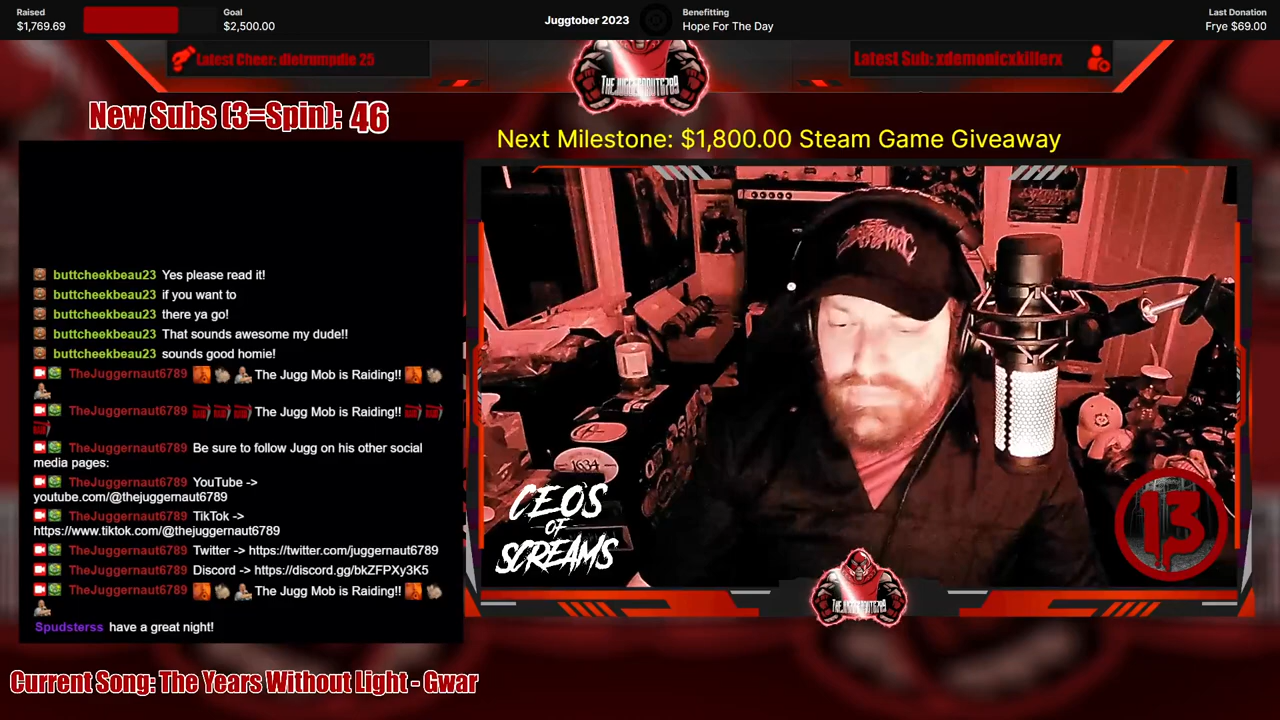 Raised
$1,769.69
Goal
$2,500.00
Juggtober 2023
Benefitting
Hope For The Day
Last Donation
Frye $69.00
Latest Cheer: dietrumpdie 25
THEJUGGERNAUT6789
Latest Sub: xdemonicxkillerx
New Subs (3=Spin): 46
Next Milestone: $1,800.00 Steam Game Giveaway
buttcheekbeau23 Yes please read it!
buttcheekbeau23 if you want to
buttcheekbeau23 there ya go!
buttcheekbeau23 That sounds awesome my dude!!
buttcheekbeau23 sounds good homie!
TheJuggernaut6789 The Jugg Mob is Raiding!!
TheJuggernaut6789 The Jugg Mob is Raiding!!
TheJuggernaut6789 Be sure to follow Jugg on his other social
media pages:
TheJuggernaut6789 YouTube ->
youtube.com/@thejuggernaut6789
TheJuggernaut6789 TikTok ->
https://www.tiktok.com/@thejuggernaut6789
TheJuggernaut6789 Twitter -> https://twitter.com/juggernaut6789
TheJuggernaut6789 Discord -> https://discord.gg/bkZFPXy3K5
TheJuggernaut6789 The Jugg Mob is Raiding!!
Spudsterss have a great night!
1634
CEOS
OF
SCREAMS
13
THEJUGGERNAUT6789
Current Song: The Years Without Light - Gwar